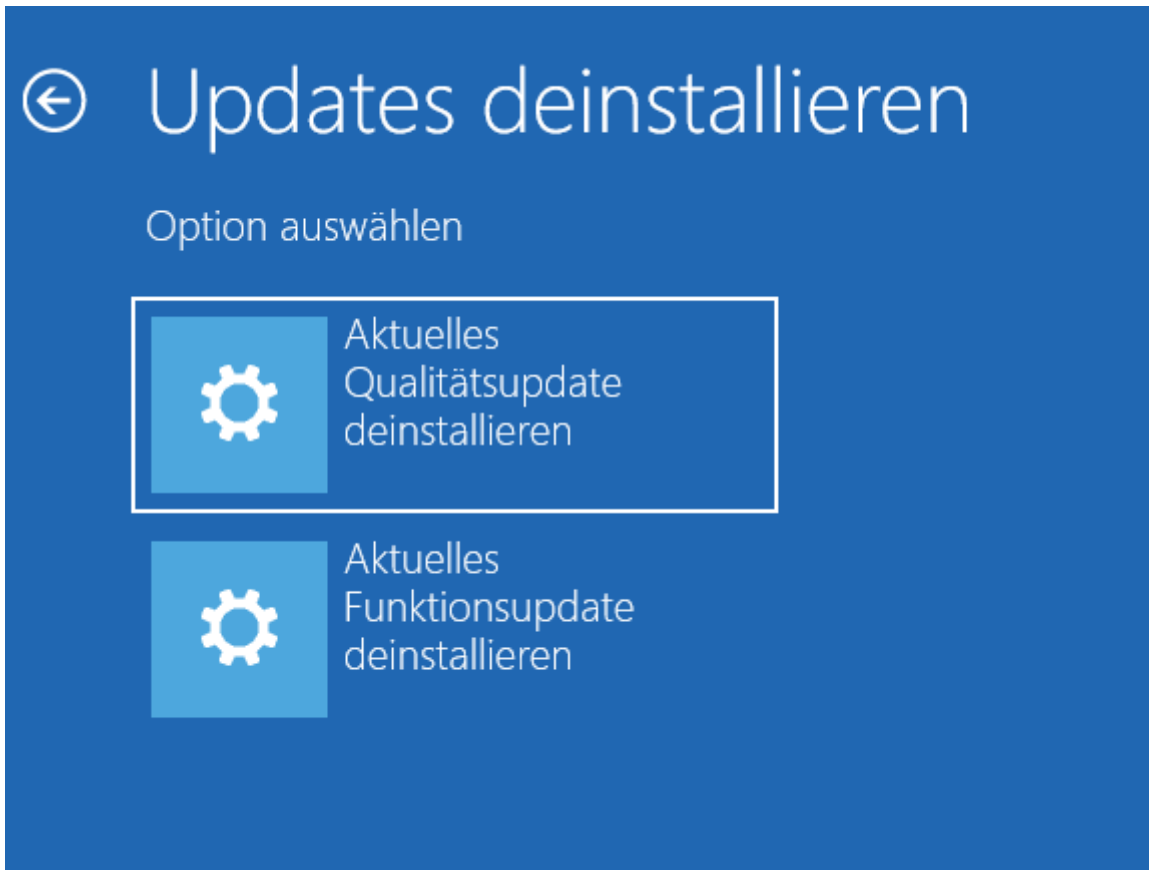 Updates deinstallieren
Option auswählen
Aktuelles
Qualitätsupdate
deinstallieren
Aktuelles
Funktionsupdate
deinstallieren